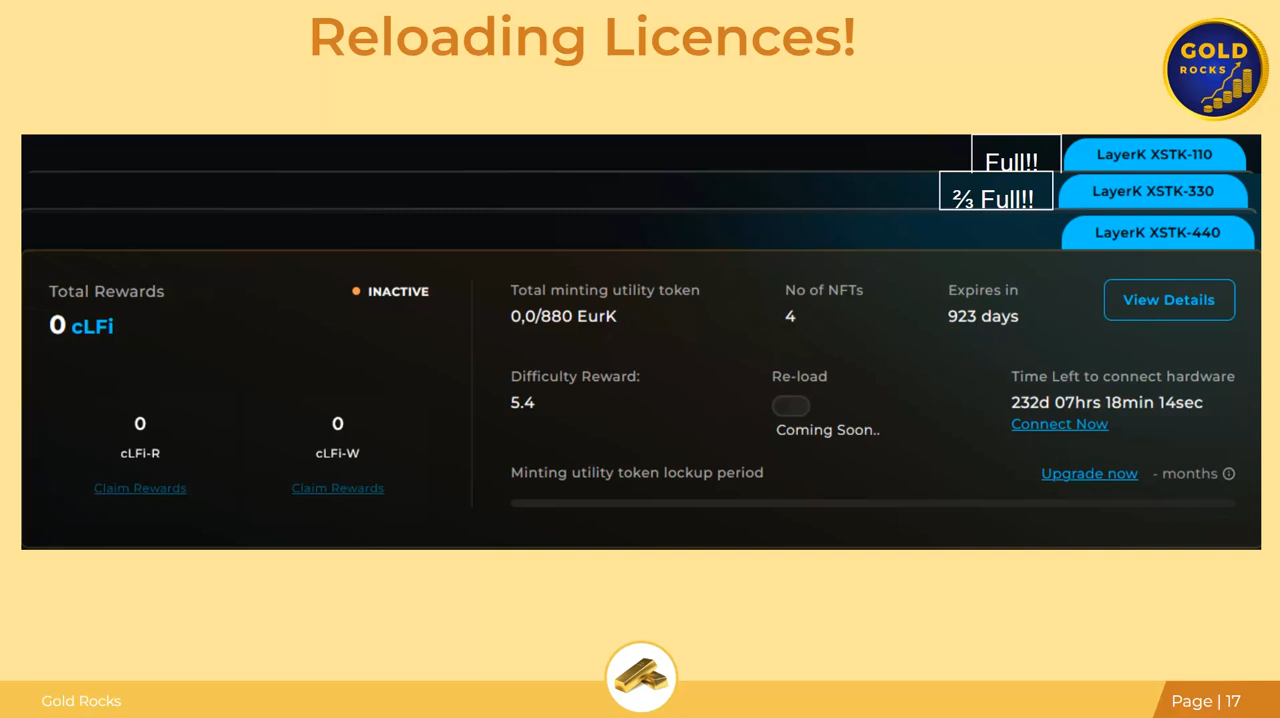 Reloading Licences!
GOLD
ROCKS
Full!!
LayerK XSTK-110
⅔ Full!!
LayerK XSTK-330
LayerK XSTK-440
Total Rewards
INACTIVE
0 cLFi
0
0
cLFi-R
cLFi-W
Claim Rewards
Claim Rewards
Total minting utility token
No of NFTs
Expires in
View Details
0,0/880 EurK
4
923 days
Difficulty Reward:
Re-load
Time Left to connect hardware
5.4
232d 07hrs 18min 14sec
Coming Soon..
Connect Now
Minting utility token lockup period
Upgrade now - months
Gold Rocks
Page | 17